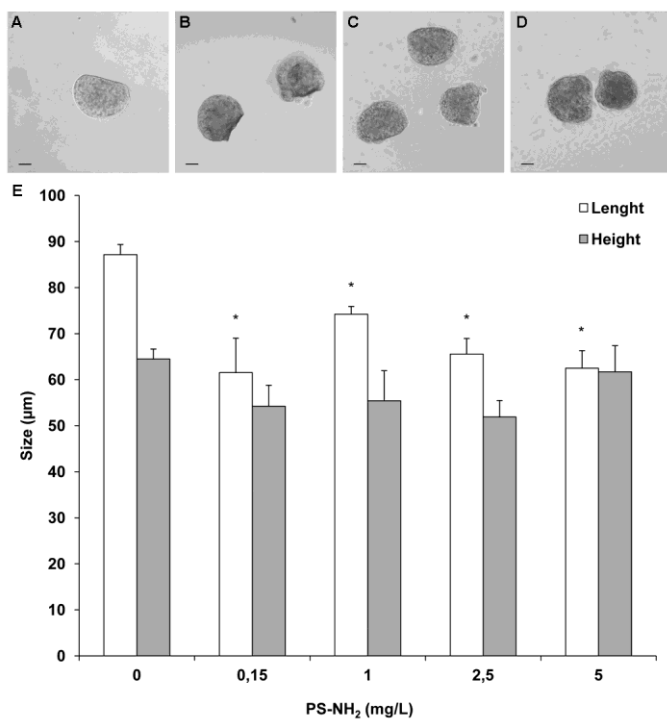 A B C D
E
100
90
80
70
60
50
40
30
20
10
0
Size (µm)
Lenght
Height
* * * *
0 0,15 1 2,5 5
PS-NH₂ (mg/L)